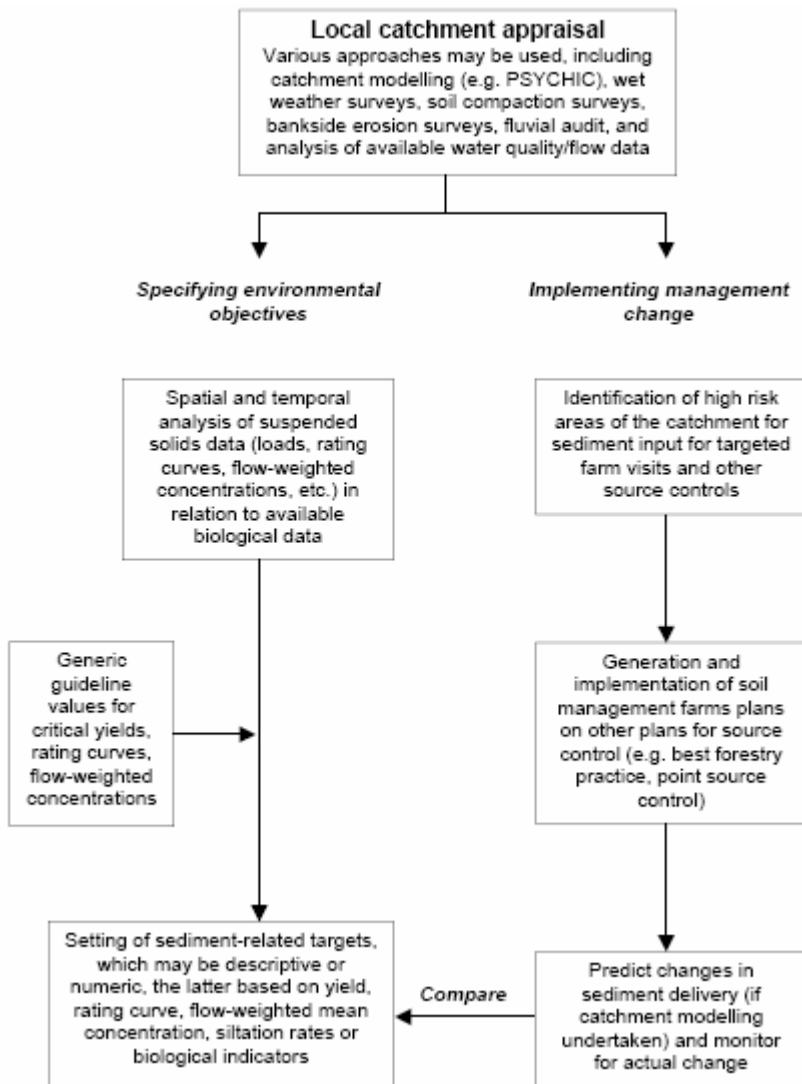 Local catchment appraisal
Various approaches may be used, including
catchment modelling (e.g. PSYCHIC), wet
weather surveys, soil compaction surveys,
bankside erosion surveys, fluvial audit, and
analysis of available water quality/flow data
Specifying environmental
objectives
Implementing management
change
Spatial and temporal
analysis of suspended
solids data (loads, rating
curves, flow-weighted
concentrations, etc.) in
relation to available
biological data
Identification of high risk
areas of the catchment for
sediment input for targeted
farm visits and other
source controls
Generic
guideline
values for
critical yields,
rating curves,
flow-weighted
concentrations
Generation and
implementation of soil
management farms plans
on other plans for source
control (e.g. best forestry
practice, point source
control)
Setting of sediment-related targets,
which may be descriptive or
numeric, the latter based on yield,
rating curve, flow-weighted mean
concentration, siltation rates or
biological indicators
Compare
Predict changes in
sediment delivery (if
catchment modelling
undertaken) and monitor
for actual change